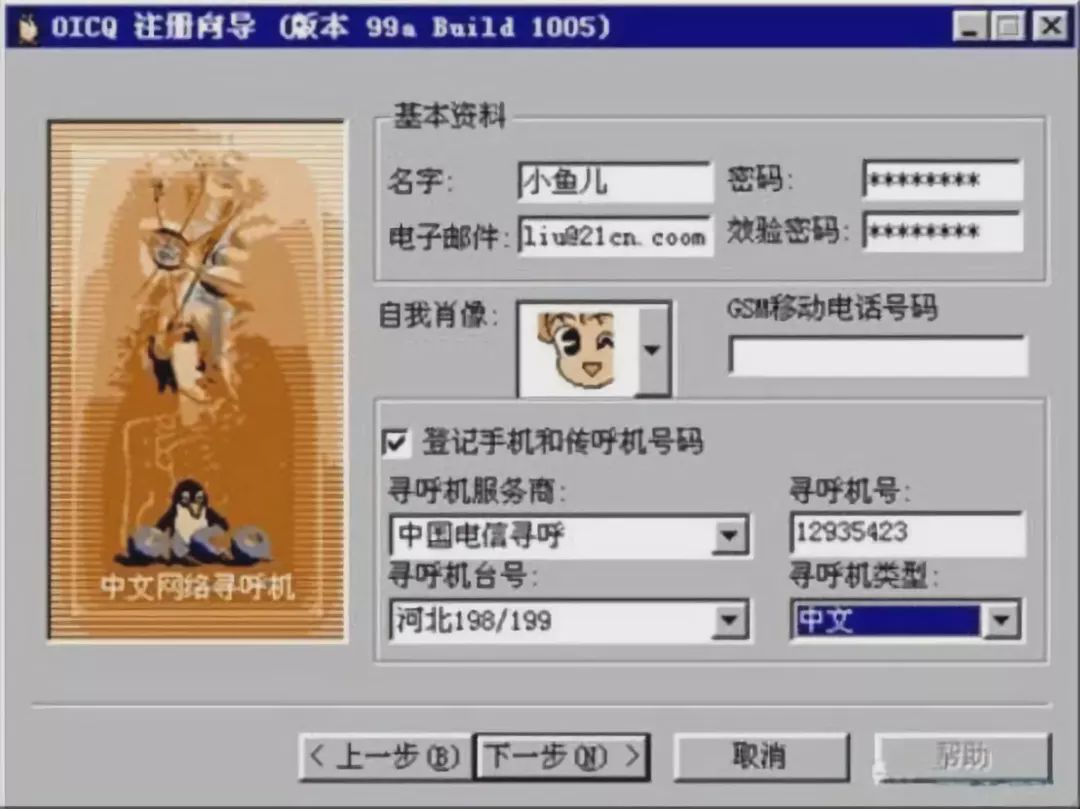 OICQ 注册向导 (版本 99a Build 1005)
基本资料
名字: 小鱼儿 密码: ********
电子邮件: liu@21cn.coom 效验密码: ********
自我肖像: GSM移动电话号码
登记手机和传呼机号码
寻呼机服务商: 寻呼机号:
中国电信寻呼 12935423
寻呼机台号: 寻呼机类型:
河北198/199 中文
中文网络寻呼机
< 上一步(B) 下一步(N) > 取消 帮助